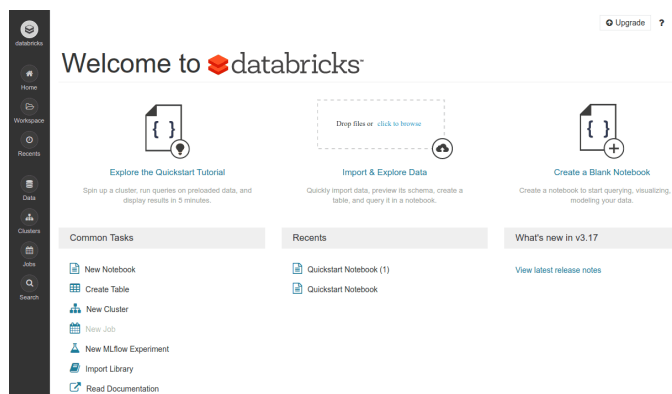 Upgrade ?
databricks
Welcome to databricks
Home
Workspace
Recents
Data
Clusters
Jobs
Search
{ }
Drop files or click to browse
{ }
Explore the Quickstart Tutorial
Import & Explore Data
Create a Blank Notebook
Spin up a cluster, run queries on preloaded data, and
display results in 5 minutes.
Quickly import data, preview its schema, create a
table, and query it in a notebook.
Create a notebook to start querying, visualizing,
modeling your data.
Common Tasks
New Notebook
Create Table
New Cluster
New Job
New MLflow Experiment
Import Library
Read Documentation
Recents
Quickstart Notebook (1)
Quickstart Notebook
What's new in v3.17
View latest release notes